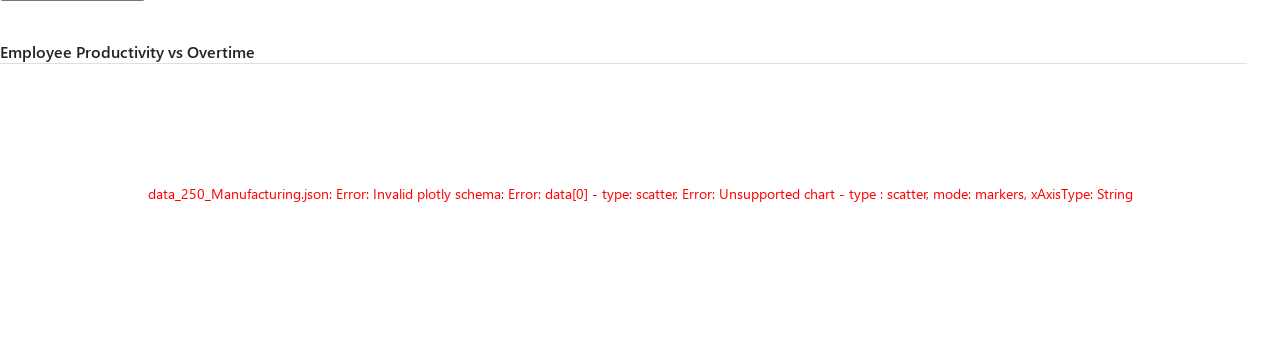 Employee Productivity vs Overtime
data_250_Manufacturing.json: Error: Invalid plotly schema: Error: data[0] - type: scatter, Error: Unsupported chart - type : scatter, mode: markers, xAxisType: String